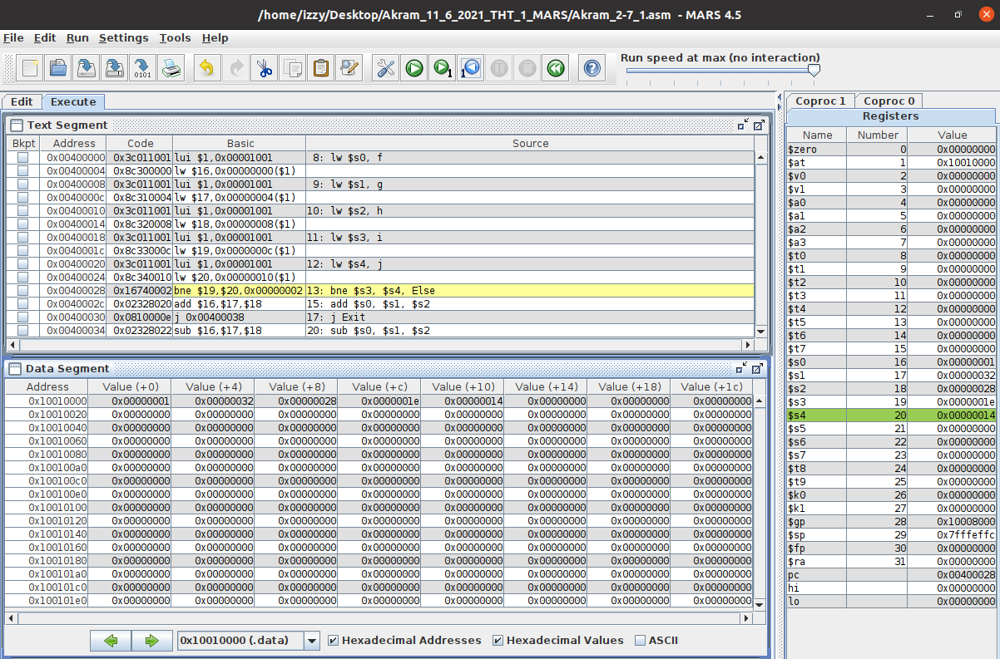 /home/izzy/Desktop/Akram_11_6_2021_THT_1_MARS/Akram_2-7_1.asm - MARS 4.5
File Edit Run Settings Tools Help
Run speed at max (no interaction)
Edit Execute
Text Segment
Bkpt Address Code Basic Source
0x00400000 0x3c011001 lui $1,0x00001001 8: lw $s0, f
0x00400004 0x8c300000 lw $16,0x00000000($1)
0x00400008 0x3c011001 lui $1,0x00001001 9: lw $s1, g
0x0040000c 0x8c310004 lw $17,0x00000004($1)
0x00400010 0x3c011001 lui $1,0x00001001 10: lw $s2, h
0x00400014 0x8c320008 lw $18,0x00000008($1)
0x00400018 0x3c011001 lui $1,0x00001001 11: lw $s3, i
0x0040001c 0x8c33000c lw $19,0x0000000c($1)
0x00400020 0x3c011001 lui $1,0x00001001 12: lw $s4, j
0x00400024 0x8c340010 lw $20,0x00000010($1)
0x00400028 0x16740002 bne $19,$20,0x00000002 13: bne $s3, $s4, Else
0x0040002c 0x02328020 add $16,$17,$18 15: add $s0, $s1, $s2
0x00400030 0x0810000e j 0x00400038 17: j Exit
0x00400034 0x02328022 sub $16,$17,$18 20: sub $s0, $s1, $s2
Data Segment
Address Value (+0) Value (+4) Value (+8) Value (+c) Value (+10) Value (+14) Value (+18) Value (+1c)
0x10010000 0x00000001 0x00000032 0x00000028 0x0000001e 0x00000014 0x00000000 0x00000000 0x00000000
0x10010020 0x00000000 0x00000000 0x00000000 0x00000000 0x00000000 0x00000000 0x00000000 0x00000000
0x10010040 0x00000000 0x00000000 0x00000000 0x00000000 0x00000000 0x00000000 0x00000000 0x00000000
0x10010060 0x00000000 0x00000000 0x00000000 0x00000000 0x00000000 0x00000000 0x00000000 0x00000000
0x10010080 0x00000000 0x00000000 0x00000000 0x00000000 0x00000000 0x00000000 0x00000000 0x00000000
0x100100a0 0x00000000 0x00000000 0x00000000 0x00000000 0x00000000 0x00000000 0x00000000 0x00000000
0x100100c0 0x00000000 0x00000000 0x00000000 0x00000000 0x00000000 0x00000000 0x00000000 0x00000000
0x100100e0 0x00000000 0x00000000 0x00000000 0x00000000 0x00000000 0x00000000 0x00000000 0x00000000
0x10010100 0x00000000 0x00000000 0x00000000 0x00000000 0x00000000 0x00000000 0x00000000 0x00000000
0x10010120 0x00000000 0x00000000 0x00000000 0x00000000 0x00000000 0x00000000 0x00000000 0x00000000
0x10010140 0x00000000 0x00000000 0x00000000 0x00000000 0x00000000 0x00000000 0x00000000 0x00000000
0x10010160 0x00000000 0x00000000 0x00000000 0x00000000 0x00000000 0x00000000 0x00000000 0x00000000
0x10010180 0x00000000 0x00000000 0x00000000 0x00000000 0x00000000 0x00000000 0x00000000 0x00000000
0x100101a0 0x00000000 0x00000000 0x00000000 0x00000000 0x00000000 0x00000000 0x00000000 0x00000000
0x100101c0 0x00000000 0x00000000 0x00000000 0x00000000 0x00000000 0x00000000 0x00000000 0x00000000
0x100101e0 0x00000000 0x00000000 0x00000000 0x00000000 0x00000000 0x00000000 0x00000000 0x00000000
0x10010000 (.data) Hexadecimal Addresses Hexadecimal Values ASCII
Coproc 1 Coproc 0
Registers
Name Number Value
$zero 0 0x00000000
$at 1 0x10010000
$v0 2 0x00000000
$v1 3 0x00000000
$a0 4 0x00000000
$a1 5 0x00000000
$a2 6 0x00000000
$a3 7 0x00000000
$t0 8 0x00000000
$t1 9 0x00000000
$t2 10 0x00000000
$t3 11 0x00000000
$t4 12 0x00000000
$t5 13 0x00000000
$t6 14 0x00000000
$t7 15 0x00000000
$s0 16 0x00000001
$s1 17 0x00000032
$s2 18 0x00000028
$s3 19 0x0000001e
$s4 20 0x00000014
$s5 21 0x00000000
$s6 22 0x00000000
$s7 23 0x00000000
$t8 24 0x00000000
$t9 25 0x00000000
$k0 26 0x00000000
$k1 27 0x00000000
$gp 28 0x10008000
$sp 29 0x7fffeffc
$fp 30 0x00000000
$ra 31 0x00000000
pc 0x00400028
hi 0x00000000
lo 0x00000000